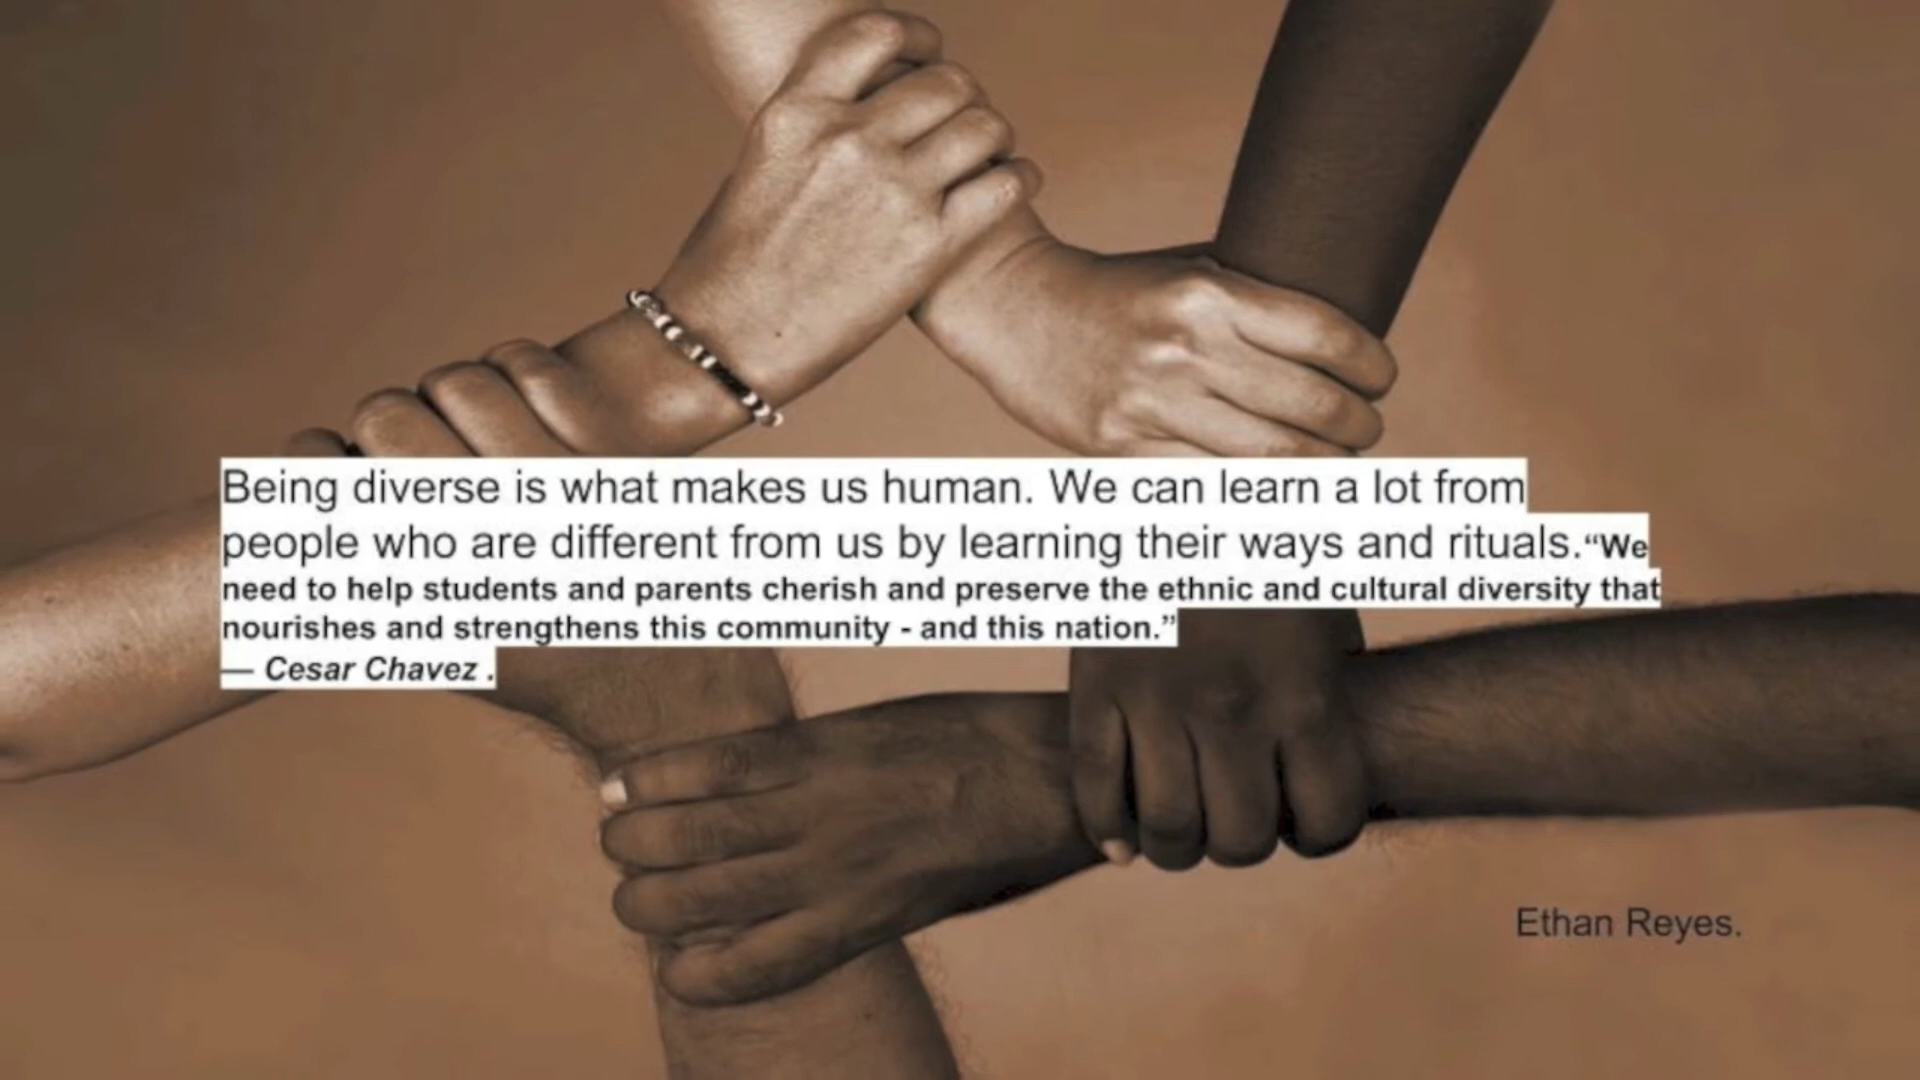 Being diverse is what makes us human. We can learn a lot from
people who are different from us by learning their ways and rituals.“We
need to help students and parents cherish and preserve the ethnic and cultural diversity that
nourishes and strengthens this community - and this nation.”
— Cesar Chavez .
Ethan Reyes.